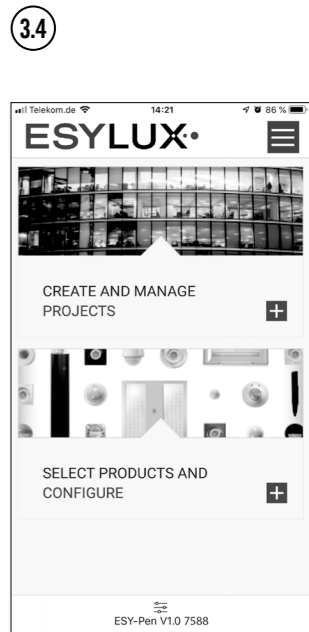 3.4
Telekom.de 14:21 86 %
ESYLUX
CREATE AND MANAGE
PROJECTS
SELECT PRODUCTS AND
CONFIGURE
ESY-Pen V1.0 7588